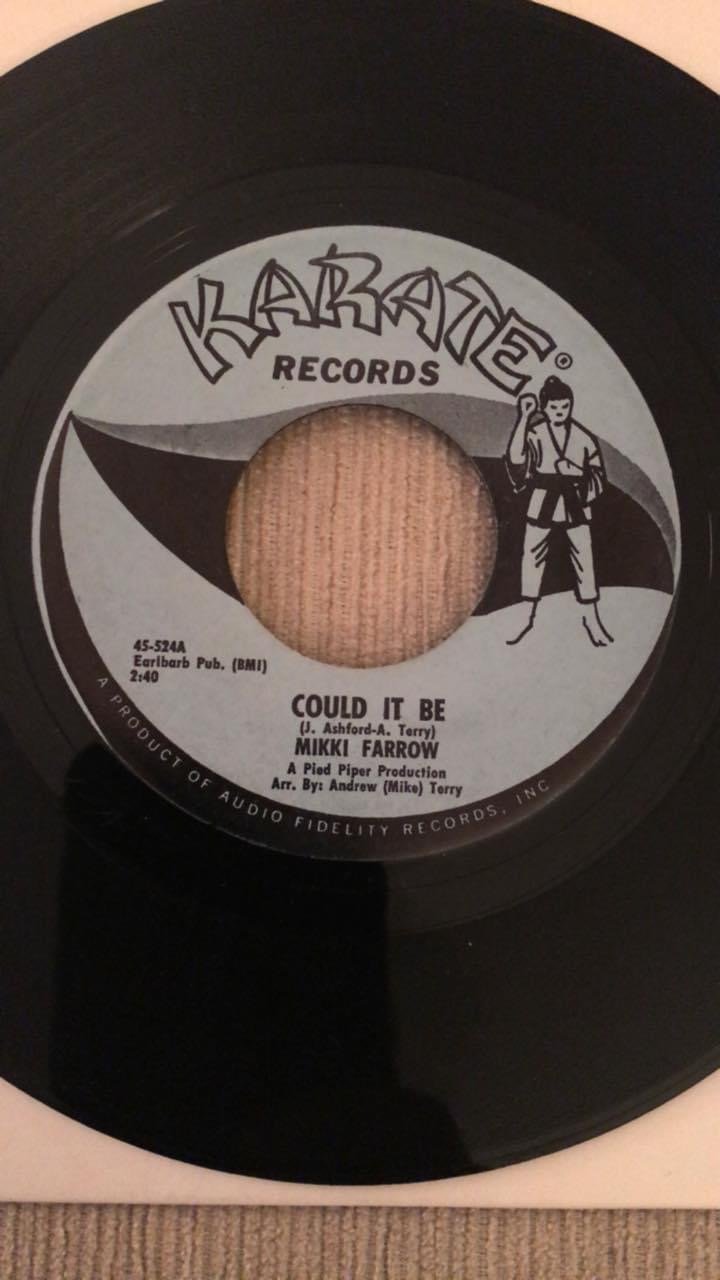 KARATE®
RECORDS
45-524A
Earlbarb Pub. (BMI)
2:40
COULD IT BE
(J. Ashford-A. Terry)
MIKKI FARROW
A Pied Piper Production
Arr. By: Andrew (Mike) Terry
A PRODUCT OF AUDIO FIDELITY RECORDS, INC